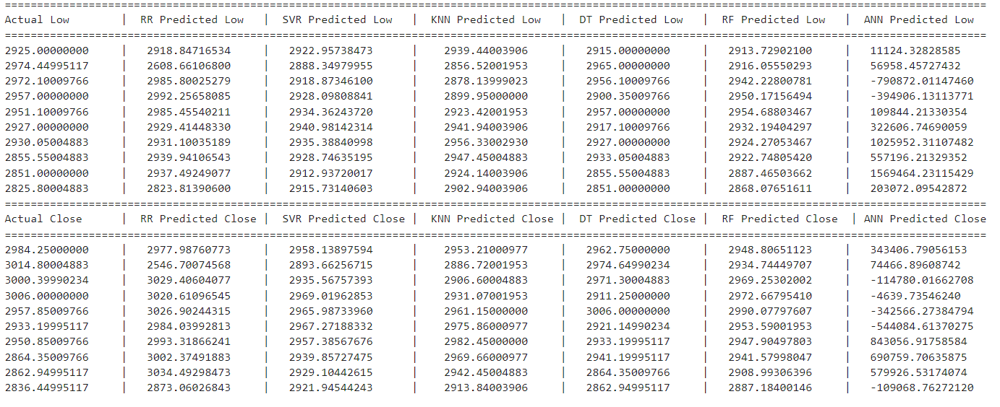 ========================================================================================================================================================
Actual Low | RR Predicted Low | SVR Predicted Low | KNN Predicted Low | DT Predicted Low | RF Predicted Low | ANN Predicted Low
========================================================================================================================================================
2925.00000000 | 2918.84716534 | 2922.95738473 | 2939.44003906 | 2915.00000000 | 2913.72902100 | 11124.32828585
2974.44995117 | 2608.66106800 | 2888.34979955 | 2856.52001953 | 2965.00000000 | 2916.05550293 | 56958.45727432
2972.10009766 | 2985.80025279 | 2918.87346100 | 2878.13999023 | 2956.10009766 | 2942.22800781 | -790872.01147460
2957.00000000 | 2992.25658085 | 2928.09808841 | 2899.95000000 | 2900.35009766 | 2950.17156494 | -394906.13113771
2951.10009766 | 2985.45540211 | 2934.36243720 | 2923.42001953 | 2957.00000000 | 2954.68803467 | 109844.21330354
2927.00000000 | 2929.41448330 | 2940.98142314 | 2941.94003906 | 2917.10009766 | 2932.19404297 | 322606.74690059
2930.05004883 | 2931.10035189 | 2935.38840998 | 2956.33002930 | 2927.00000000 | 2924.27053467 | 1025952.31107482
2855.55004883 | 2939.94106543 | 2928.74635195 | 2947.45004883 | 2933.05004883 | 2922.74805420 | 557196.21329352
2851.00000000 | 2937.49249077 | 2912.93720017 | 2924.14003906 | 2855.55004883 | 2887.46503662 | 1569464.23115429
2825.80004883 | 2823.81390600 | 2915.73140603 | 2902.94003906 | 2851.00000000 | 2868.07651611 | 203072.09542872
========================================================================================================================================================
Actual Close | RR Predicted Close | SVR Predicted Close | KNN Predicted Close | DT Predicted Close | RF Predicted Close | ANN Predicted Close
========================================================================================================================================================
2984.25000000 | 2977.98760773 | 2958.13897594 | 2953.21000977 | 2962.75000000 | 2948.80651123 | 343406.79056153
3014.80004883 | 2546.70074568 | 2893.66256715 | 2886.72001953 | 2974.64990234 | 2934.74449707 | 74466.89608742
3000.39990234 | 3029.40604077 | 2935.56757393 | 2906.60004883 | 2971.30004883 | 2969.25302002 | -114780.01662708
3006.00000000 | 3020.61096545 | 2969.01962853 | 2931.07001953 | 2911.25000000 | 2972.66795410 | -4639.73546240
2957.85009766 | 3026.90244315 | 2965.98733960 | 2961.15000000 | 3006.00000000 | 2990.07797607 | -342566.27384794
2933.19995117 | 2984.03992813 | 2967.27188332 | 2975.86000977 | 2921.14990234 | 2953.59001953 | -544084.61370275
2950.85009766 | 2993.31866241 | 2957.38567676 | 2982.45000000 | 2933.19995117 | 2947.90497803 | 843056.91758584
2864.35009766 | 3002.37491883 | 2939.85727475 | 2969.66000977 | 2941.19995117 | 2941.57998047 | 690759.70635875
2862.94995117 | 3034.49298473 | 2929.10442615 | 2942.45004883 | 2864.35009766 | 2908.99306396 | 579926.53174074
2836.44995117 | 2873.06026843 | 2921.94544243 | 2913.84003906 | 2862.94995117 | 2887.18400146 | -109068.76272120